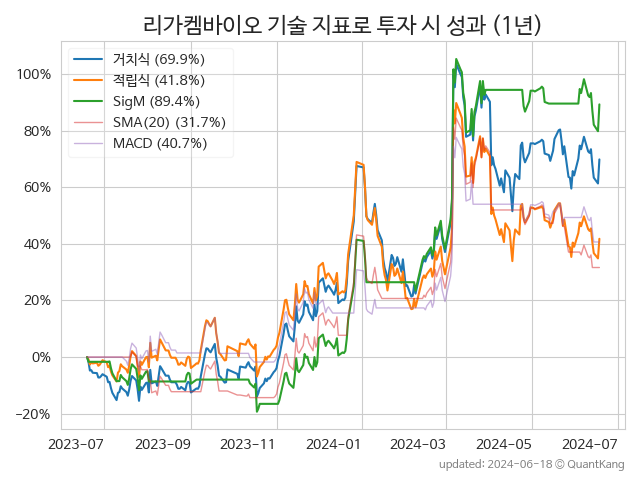 리가켐바이오 기술 지표로 투자 시 성과 (1년)
거치식 (69.9%)
적립식 (41.8%)
SigM (89.4%)
SMA(20) (31.7%)
MACD (40.7%)
100%
80%
60%
40%
20%
0%
−20%
2023-07 2023-09 2023-11 2024-01 2024-03 2024-05 2024-07
updated: 2024-06-18 © QuantKang